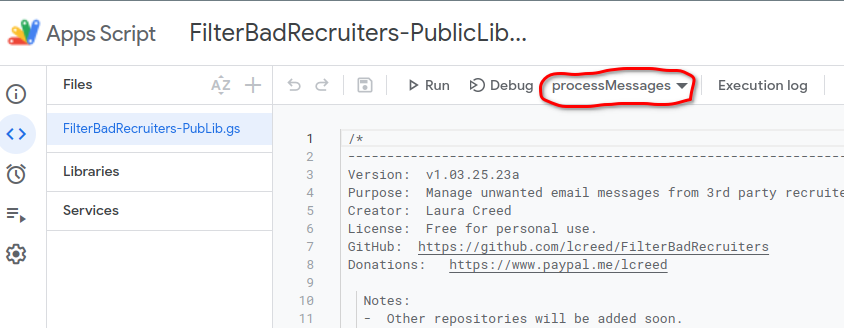 Apps Script FilterBadRecruiters-PublicLib...
Files AZ Run Debug processMessages Execution log
FilterBadRecruiters-PubLib.gs
Libraries
Services
1 /*
2 --------------------------------------------------------------
3 Version: v1.03.25.23a
4 Purpose: Manage unwanted email messages from 3rd party recruite
5 Creator: Laura Creed
6 License: Free for personal use.
7 GitHub: https://github.com/lcreed/FilterBadRecruiters
8 Donations: https://www.paypal.me/lcreed
9
10 Notes:
11 - Other repositories will be added soon.